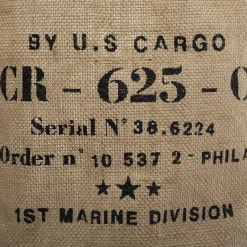 BY U.S CARGO
CR - 625 - C
Serial N° 38.6224
Order n° 10 537 2 - PHILA
★★★
1ST MARINE DIVISION